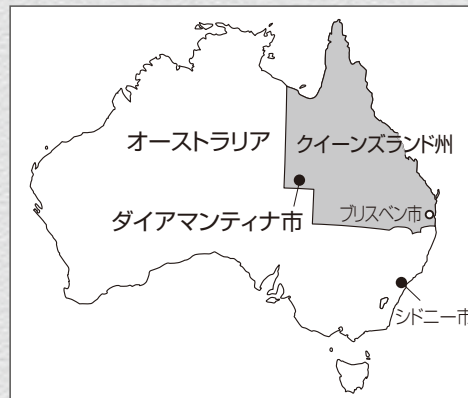 オーストラリア
クイーンズランド州
ダイアマンティナ市
ブリスベン市
シドニー市